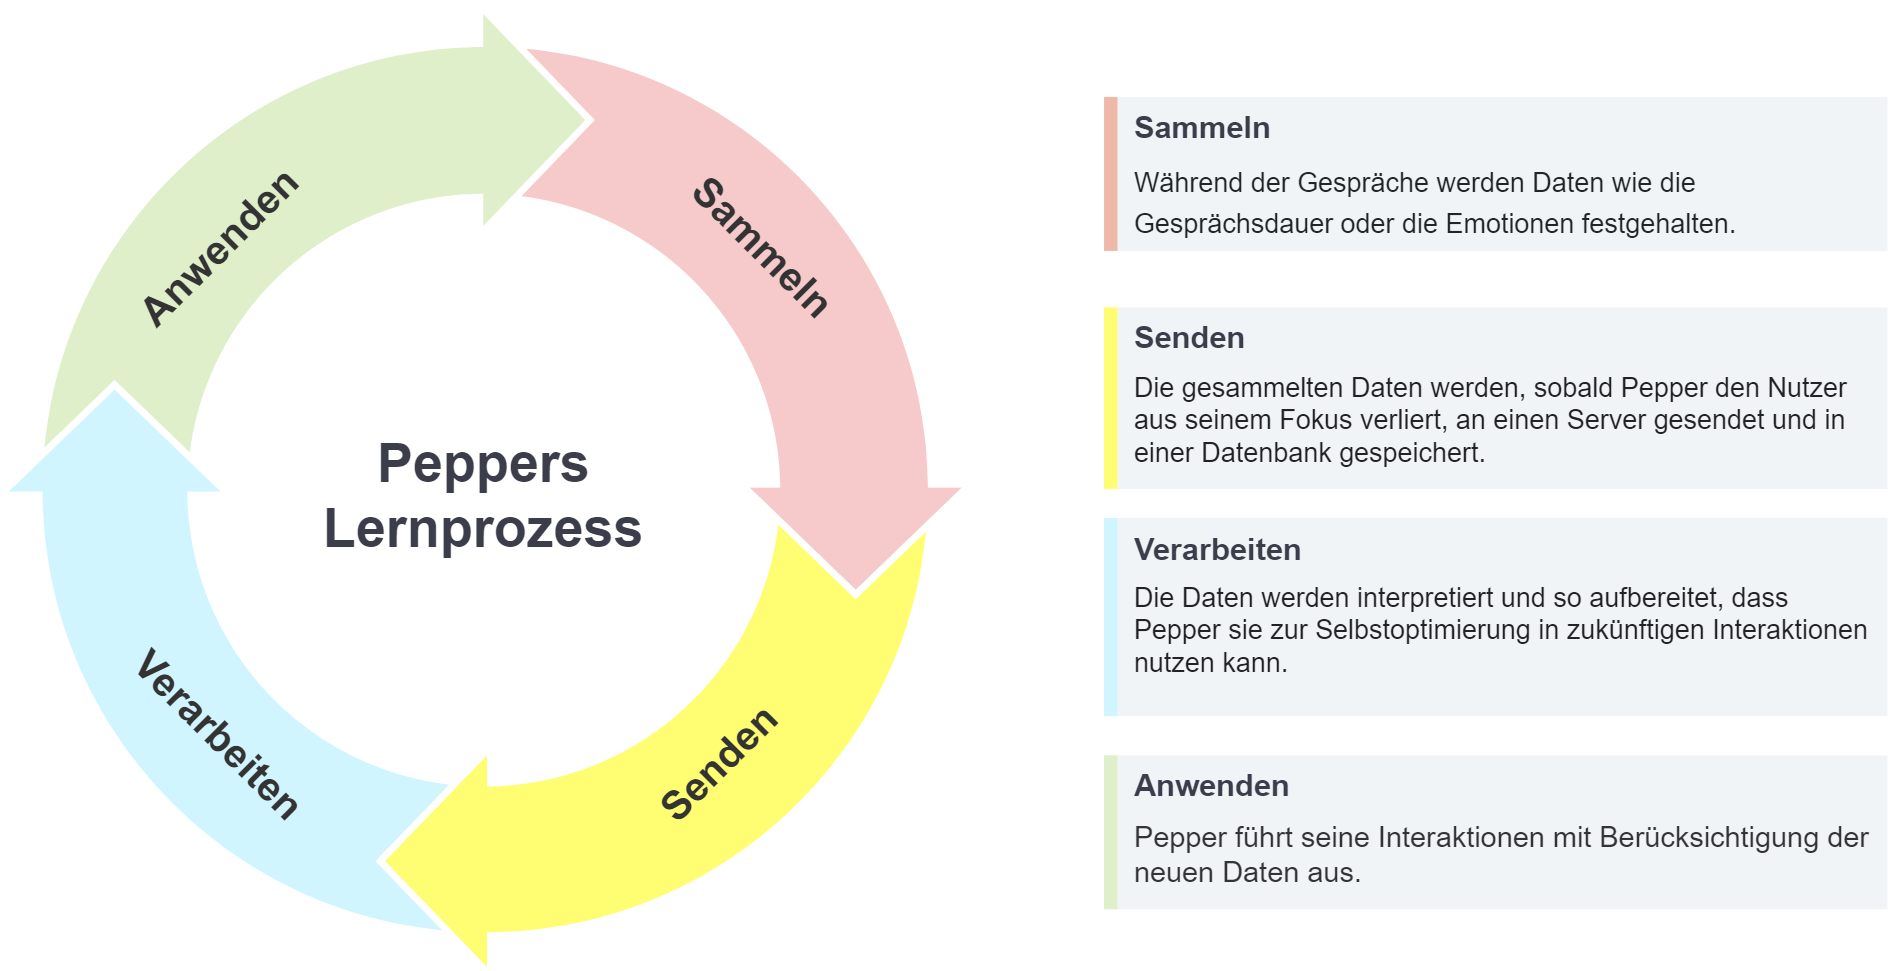 Anwenden
Sammeln
Peppers
Lernprozess
Verarbeiten
Senden
Sammeln
Während der Gespräche werden Daten wie die
Gesprächsdauer oder die Emotionen festgehalten.
Senden
Die gesammelten Daten werden, sobald Pepper den Nutzer
aus seinem Fokus verliert, an einen Server gesendet und in
einer Datenbank gespeichert.
Verarbeiten
Die Daten werden interpretiert und so aufbereitet, dass
Pepper sie zur Selbstoptimierung in zukünftigen Interaktionen
nutzen kann.
Anwenden
Pepper führt seine Interaktionen mit Berücksichtigung der
neuen Daten aus.